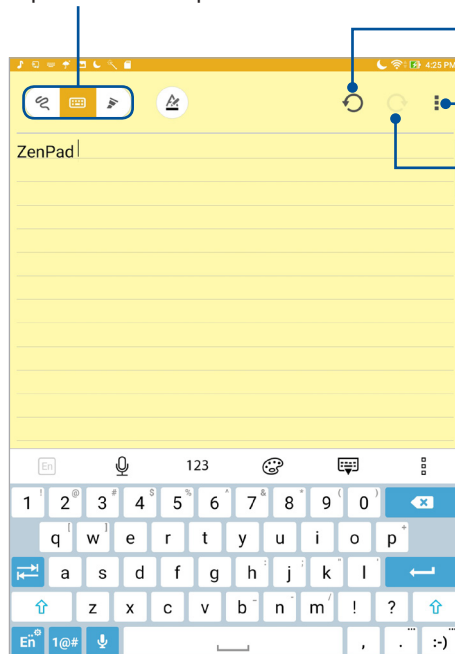 4:25 PM
ZenPad
En 123
1 ! 2 @ 3 # 4 $ 5 % 6 ^ 7 & 8 * 9 ( 0 )
q [ w ] e r t y u i o p +
a s d f g h : j ; k " l '
z x c v b - n - m / ! ?
En 1@# , . ... :-) ...